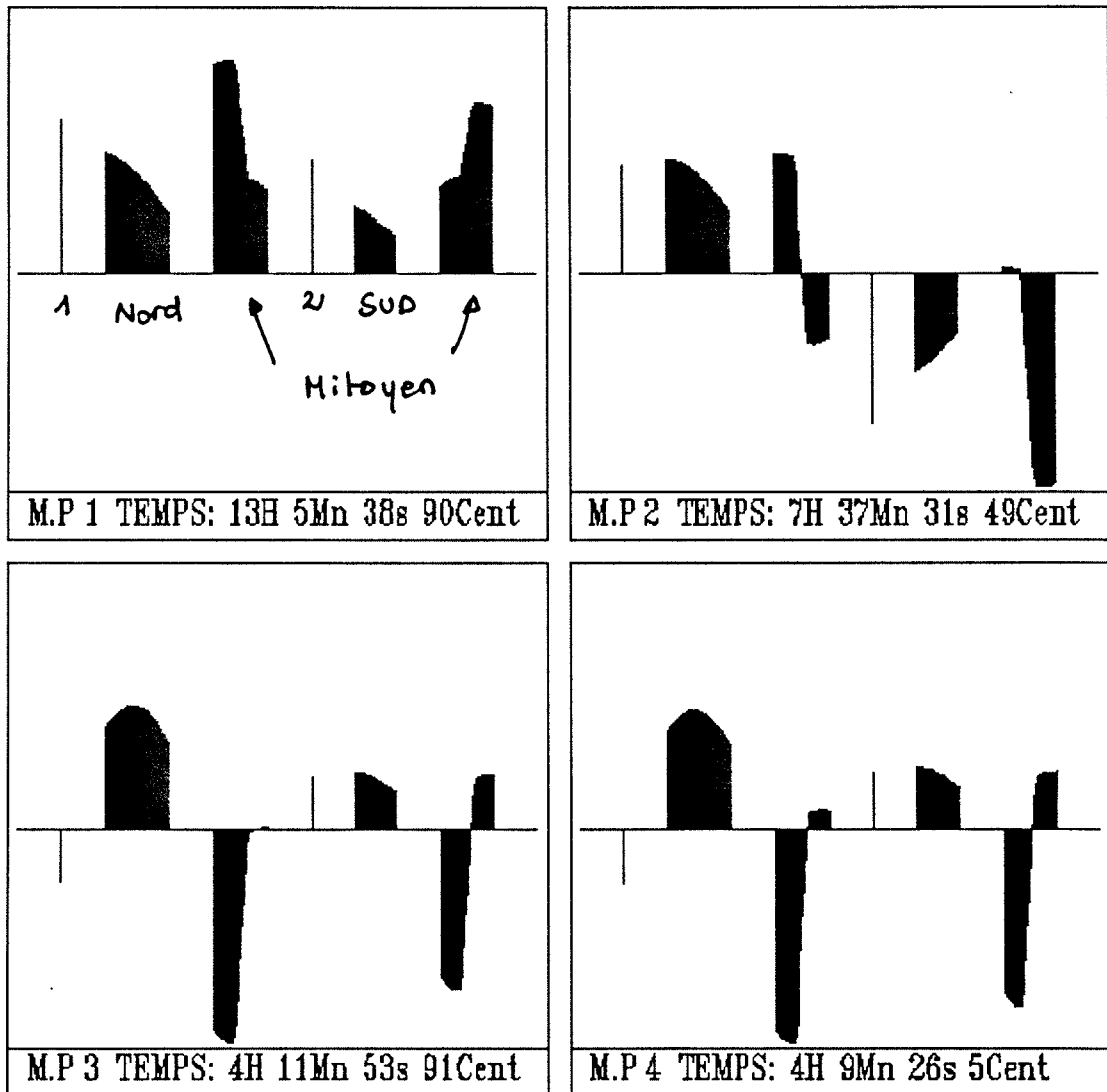 1 Nord 2 SUD
Mitoyen
M.P 1 TEMPS: 13H 5Mn 38s 90Cent
M.P 2 TEMPS: 7H 37Mn 31s 49Cent
M.P 3 TEMPS: 4H 11Mn 53s 91Cent
M.P 4 TEMPS: 4H 9Mn 26s 5Cent